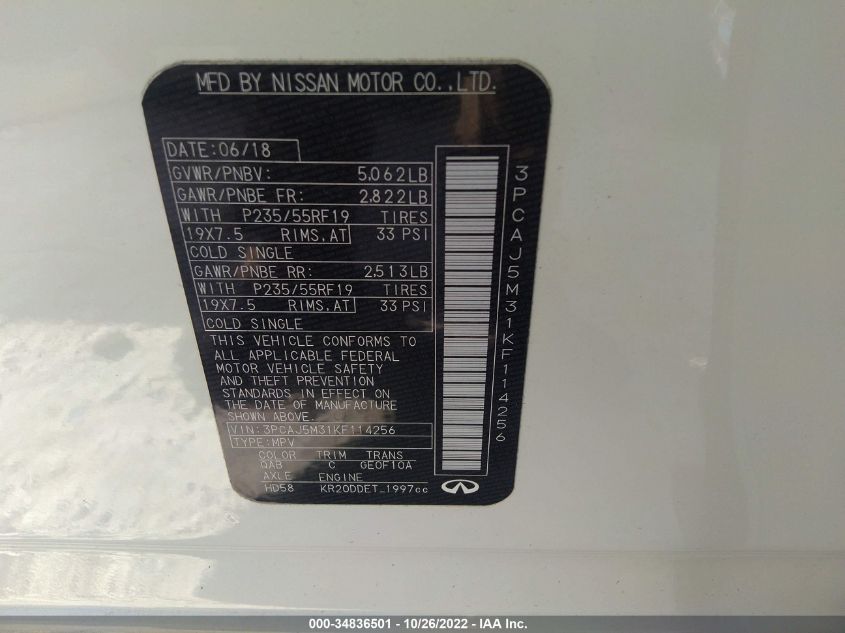 MFD BY NISSAN MOTOR CO.,LTD.
DATE:06/18
GVWR/PNBV: 5,062LB
GAWR/PNBE FR: 2,822LB
WITH P235/55RF19 TIRES
19X7.5 RIMS,AT 33 PSI
COLD SINGLE
GAWR/PNBE RR: 2,513LB
WITH P235/55RF19 TIRES
19X7.5 RIMS,AT 33 PSI
COLD SINGLE
THIS VEHICLE CONFORMS TO
ALL APPLICABLE FEDERAL
MOTOR VEHICLE SAFETY
AND THEFT PREVENTION
STANDARDS IN EFFECT ON
THE DATE OF MANUFACTURE
SHOWN ABOVE.
VIN:3PCAJ5M31KF114256
TYPE:MPV
COLOR TRIM TRANS
QAB C GE0F10A
AXLE ENGINE
HD58 KR20DDET_1997cc
3PCAJ5M31KF114256
000-34836501 - 10/26/2022 - IAA Inc.